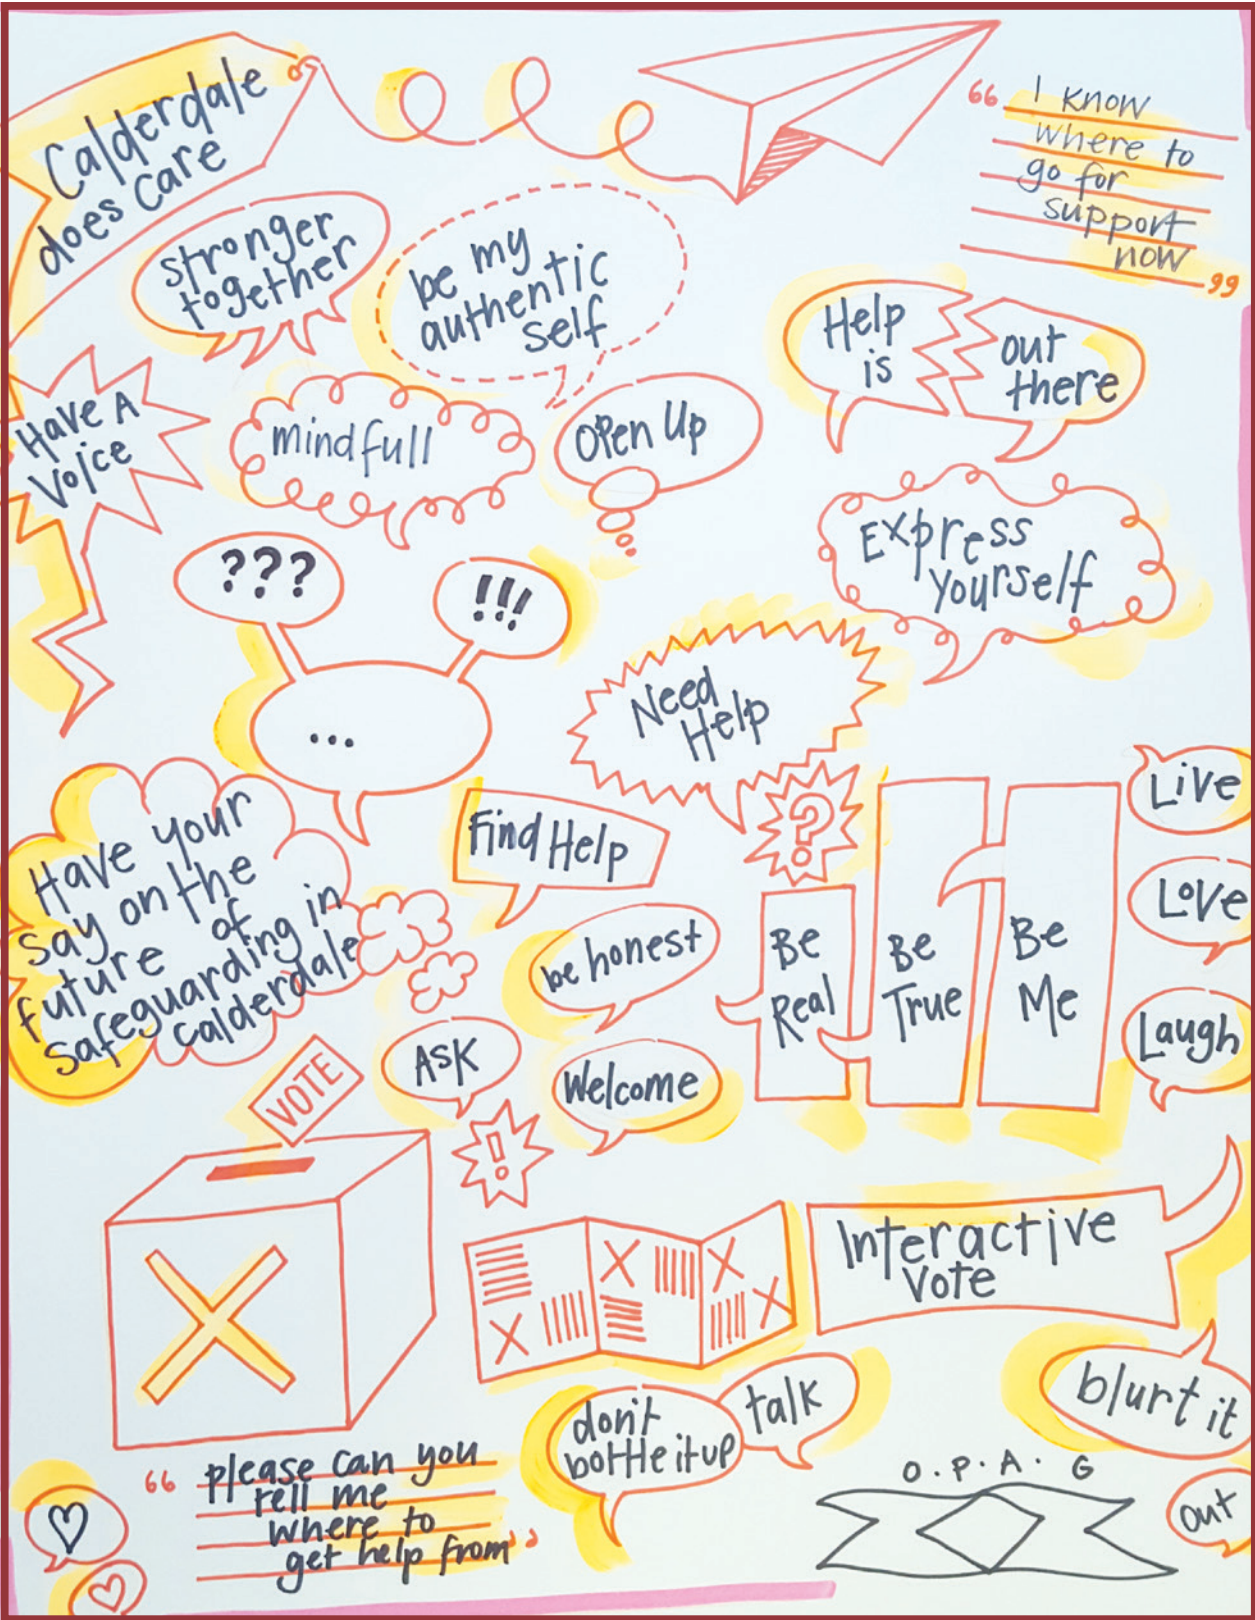 Calderdale
does care
I know
where to
go for
support
now
stronger
together
be my
authentic
self
Help
is
out
there
Have A
Voice
mindfull
Open Up
Express
yourself
???
!!!
...
Need
Help
?
Have your
say on the
future of
safeguarding in
calderdale
Find Help
be honest
Be
Real
Be
True
Be
Me
Live
Love
Laugh
VOTE
ASK
Welcome
!
Interactive
vote
don't
bottle it up
talk
blurt it
out
“ please can you
tell me
where to
get help from ”
O.P.A.G